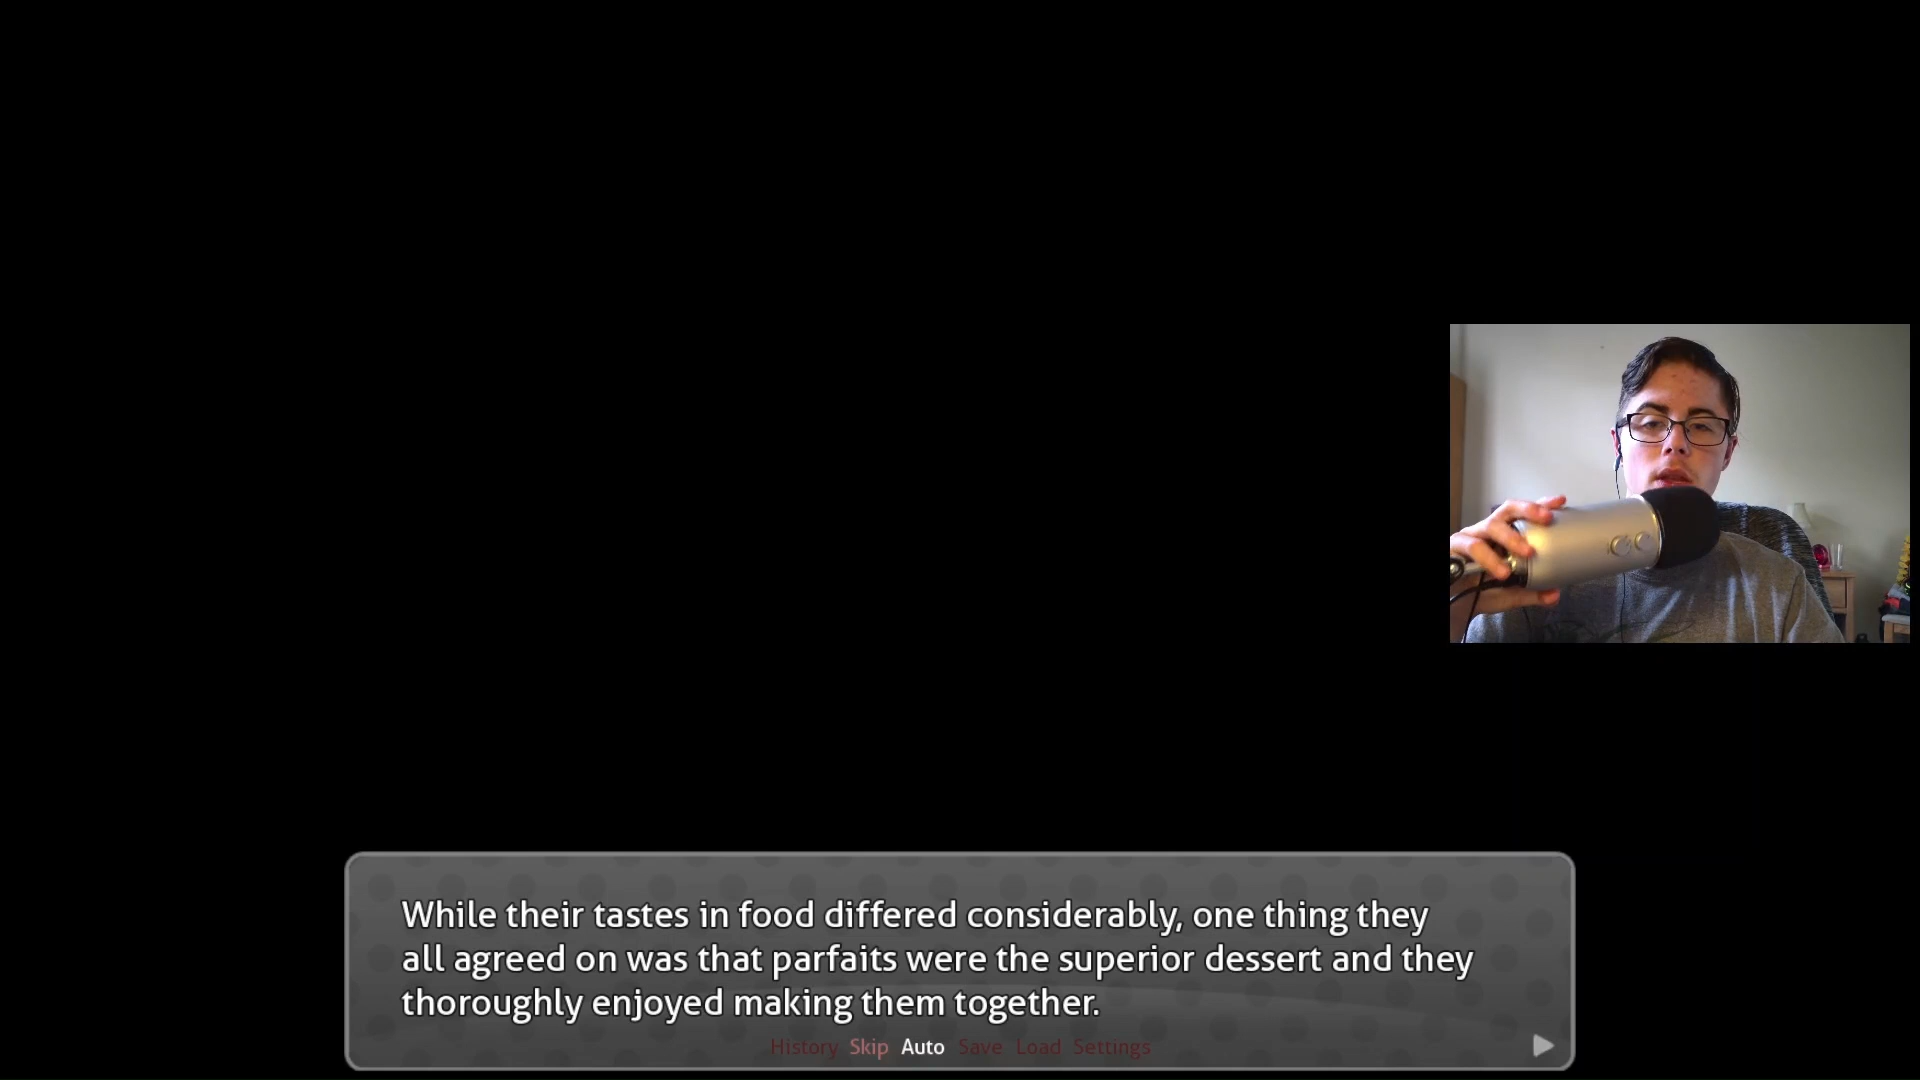 While their tastes in food differed considerably, one thing they
all agreed on was that parfaits were the superior dessert and they
thoroughly enjoyed making them together.
History Skip Auto Save Load Settings